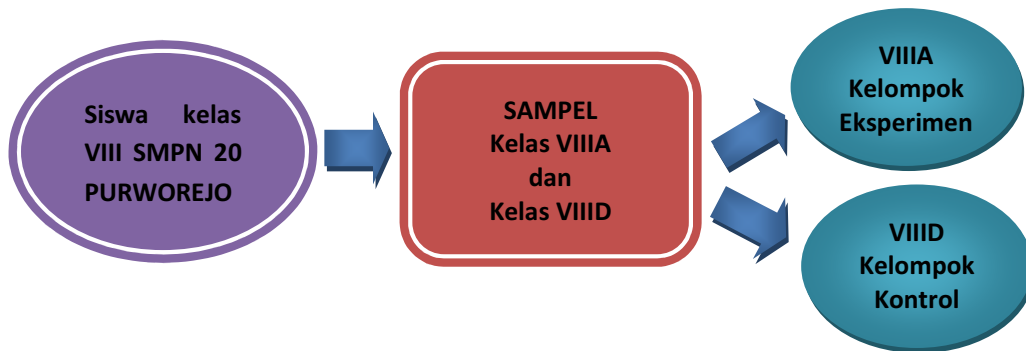 Siswa kelas
VIII SMPN 20
PURWOREJO
SAMPEL
Kelas VIIIA
dan
Kelas VIIID
VIIIA
Kelompok
Eksperimen
VIIID
Kelompok
Kontrol